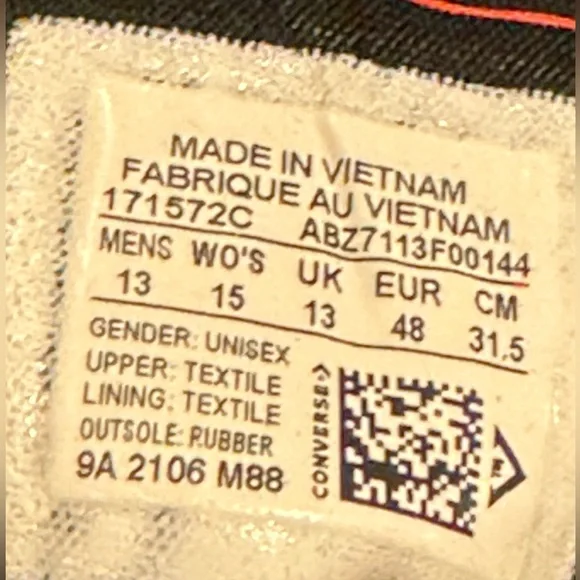 MADE IN VIETNAM
FABRIQUE AU VIETNAM
171572C ABZ7113F00144
MENS WO'S UK EUR CM
13 15 13 48 31.5
GENDER: UNISEX
UPPER: TEXTILE
LINING: TEXTILE
OUTSOLE: RUBBER
9A 2106 M88
CONVERSE